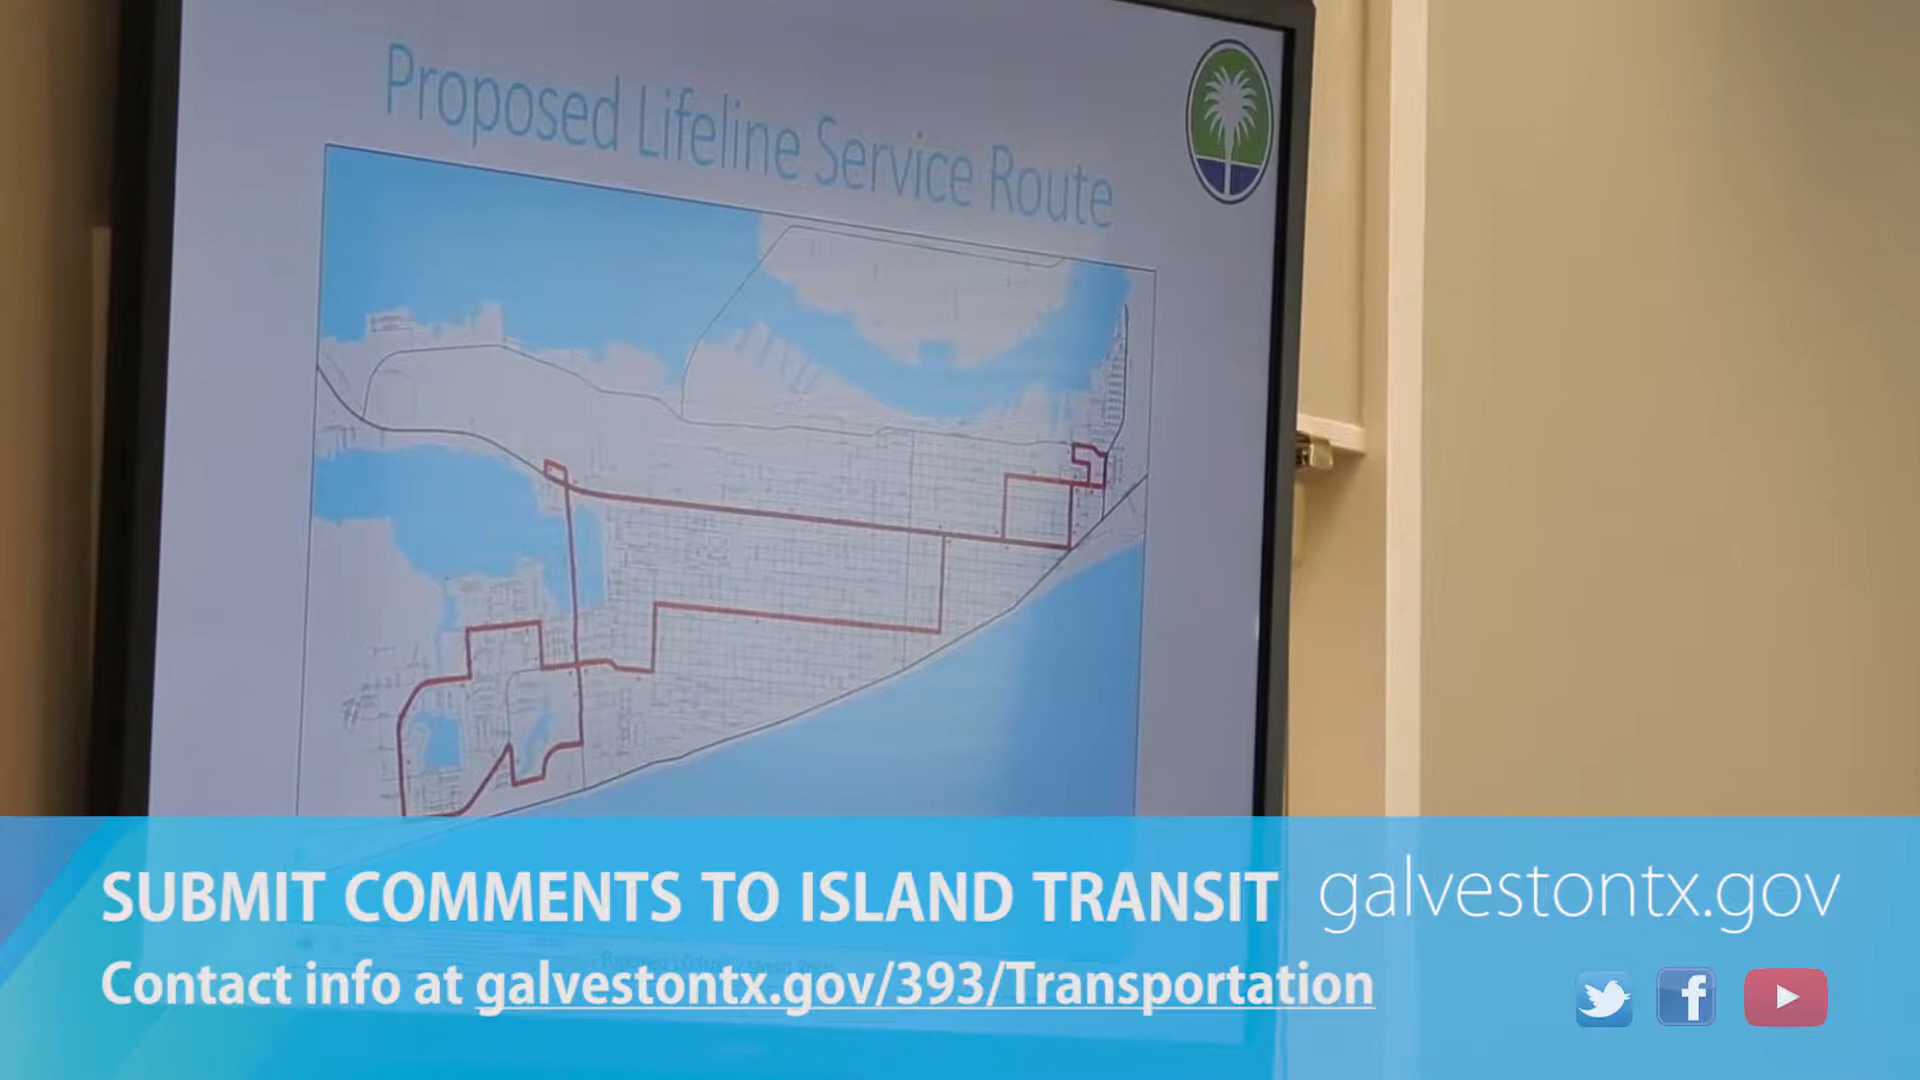 Proposed Lifeline Service Route
SUBMIT COMMENTS TO ISLAND TRANSIT
galvestontx.gov
Contact info at galvestontx.gov/393/Transportation